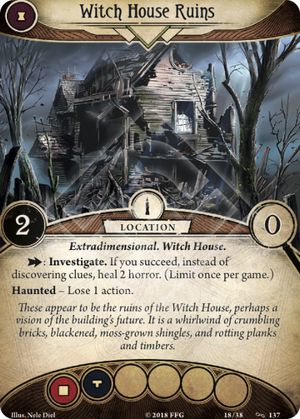 Witch House Ruins
2
LOCATION
0
Extradimensional. Witch House.
: Investigate. If you succeed, instead of
discovering clues, heal 2 horror. (Limit once per game.)
Haunted – Lose 1 action.
These appear to be the ruins of the Witch House, perhaps a
vision of the building's future. It is a whirlwind of crumbling
bricks, blackened, moss-grown shingles, and rotting planks
and timbers.
Illus. Nele Diel
© 2018 FFG
18/38
137